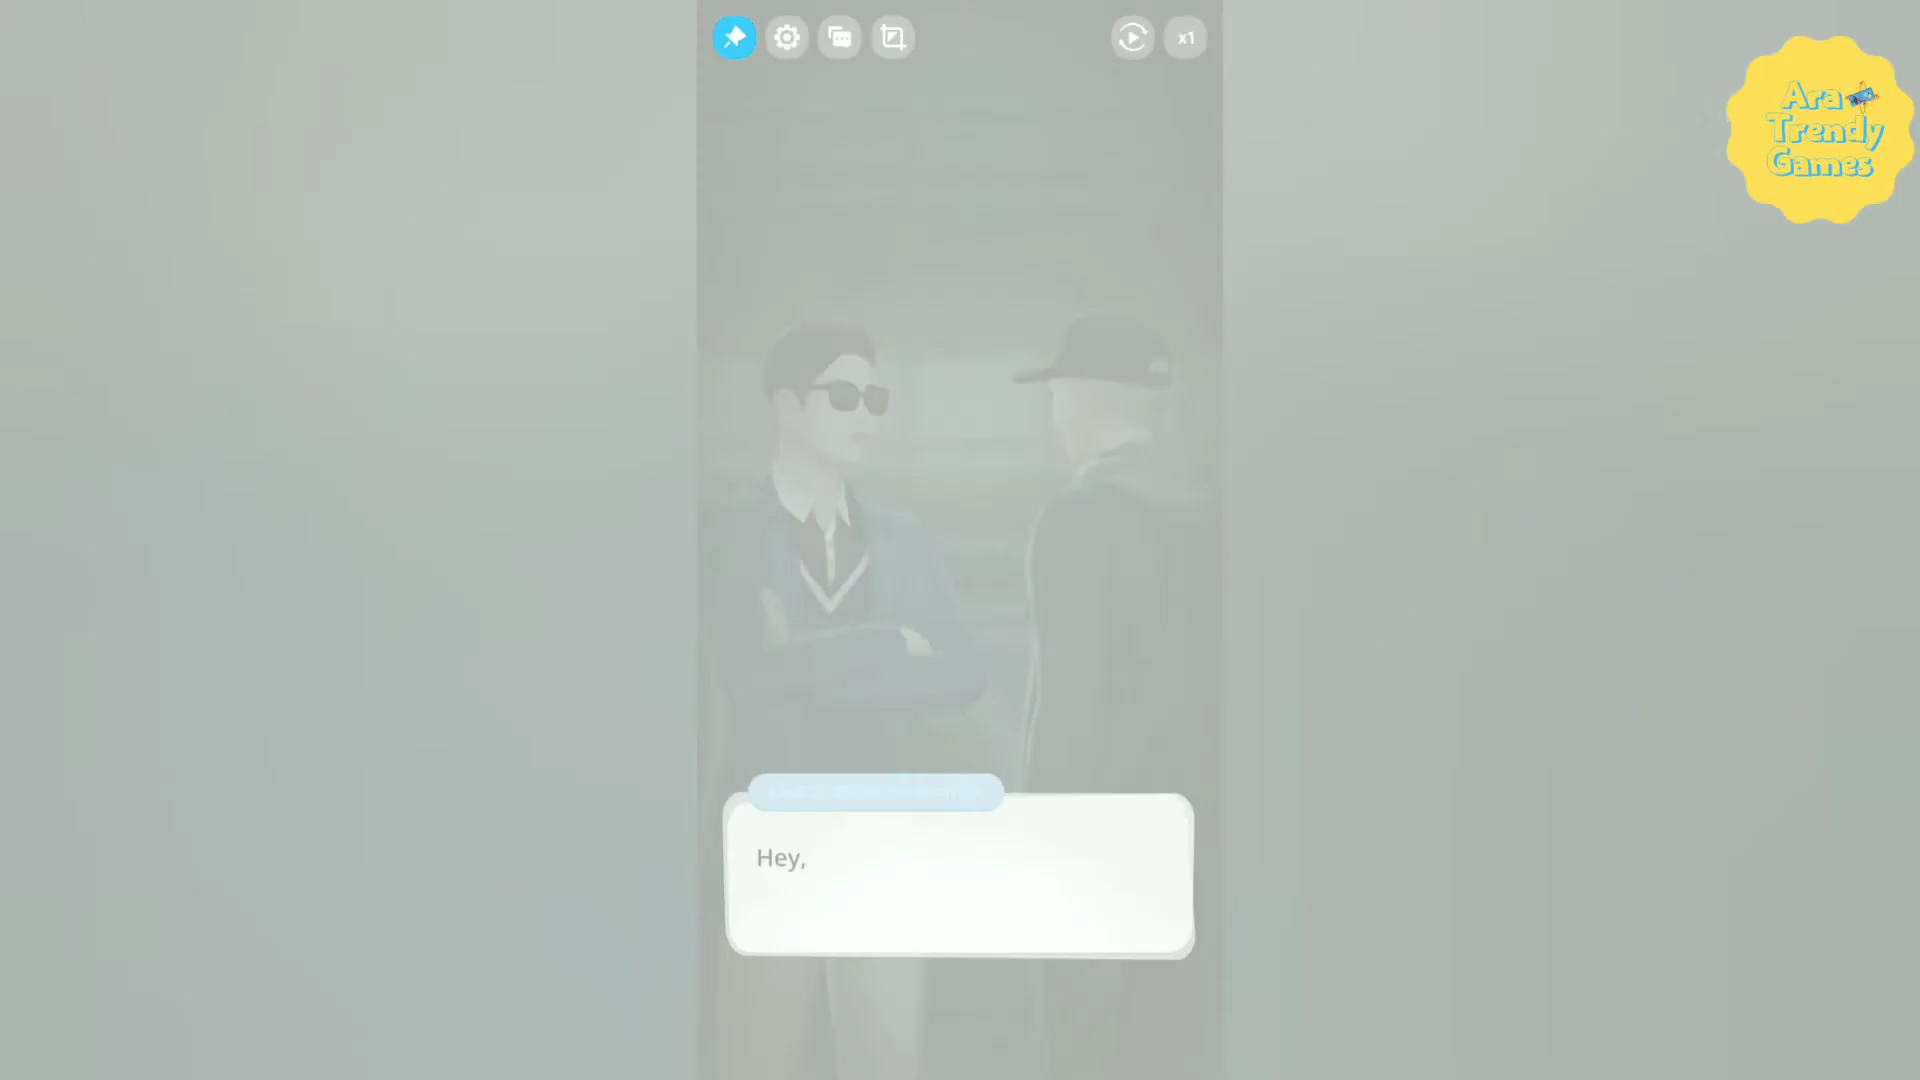 x1
Ara
Trendy
Games
Hey,